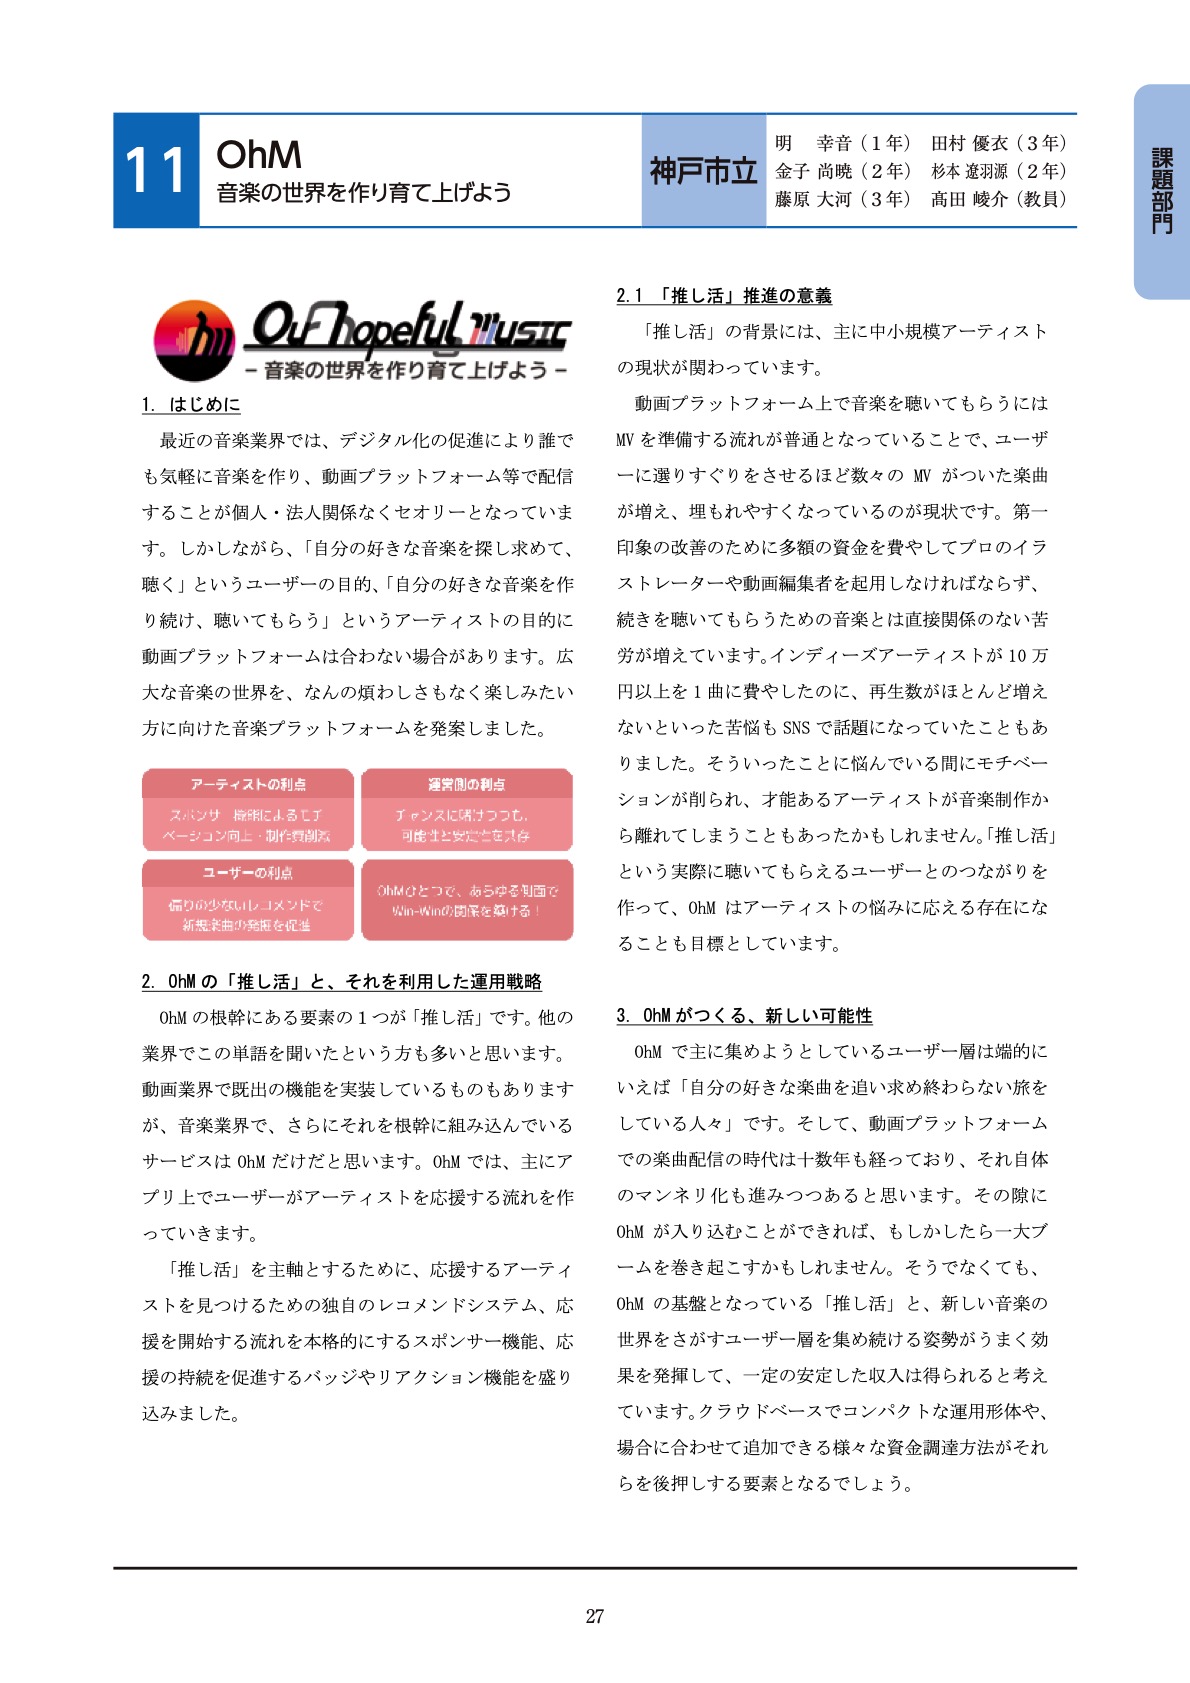 課題部門
11
OhM
音楽の世界を作り育て上げよう
神戸市立
明　幸音（１年）　田村 優衣（３年）
金子 尚暁（２年）　杉本 遼羽源（２年）
藤原 大河（３年）　髙田 崚介（教員）
Our hopeful music
－ 音楽の世界を作り育て上げよう －
1. はじめに
最近の音楽業界では、デジタル化の促進により誰で
も気軽に音楽を作り、動画プラットフォーム等で配信
することが個人・法人関係なくセオリーとなっていま
す。しかしながら、「自分の好きな音楽を探し求めて、
聴く」というユーザーの目的、「自分の好きな音楽を作
り続け、聴いてもらう」というアーティストの目的に
動画プラットフォームは合わない場合があります。広
大な音楽の世界を、なんの煩わしさもなく楽しみたい
方に向けた音楽プラットフォームを発案しました。
アーティストの利点
スポンサー機能によるモチ
ベーション向上・制作費削減
運営側の利点
チャンスに賭けつつも、
可能性と安定性を共存
ユーザーの利点
偏りの少ないレコメンドで
新規楽曲の発掘を促進
OhMひとつで、あらゆる側面で
Win-Winの関係を築ける！
2. OhM の「推し活」と、それを利用した運用戦略
OhM の根幹にある要素の１つが「推し活」です。他の
業界でこの単語を聞いたという方も多いと思います。
動画業界で既出の機能を実装しているものもあります
が、音楽業界で、さらにそれを根幹に組み込んでいる
サービスは OhM だけだと思います。OhM では、主にア
プリ上でユーザーがアーティストを応援する流れを作
っていきます。
「推し活」を主軸とするために、応援するアーティ
ストを見つけるための独自のレコメンドシステム、応
援を開始する流れを本格的にするスポンサー機能、応
援の持続を促進するバッジやリアクション機能を盛り
込みました。
2.1 「推し活」推進の意義
「推し活」の背景には、主に中小規模アーティスト
の現状が関わっています。
動画プラットフォーム上で音楽を聴いてもらうには
MV を準備する流れが普通となっていることで、ユーザ
ーに選りすぐりをさせるほど数々の MV がついた楽曲
が増え、埋もれやすくなっているのが現状です。第一
印象の改善のために多額の資金を費やしてプロのイラ
ストレーターや動画編集者を起用しなければならず、
続きを聴いてもらうための音楽とは直接関係のない苦
労が増えています。インディーズアーティストが 10 万
円以上を 1 曲に費やしたのに、再生数がほとんど増え
ないといった苦悩も SNS で話題になっていたこともあ
りました。そういったことに悩んでいる間にモチベー
ションが削られ、才能あるアーティストが音楽制作か
ら離れてしまうこともあったかもしれません。「推し活」
という実際に聴いてもらえるユーザーとのつながりを
作って、OhM はアーティストの悩みに応える存在にな
ることも目標としています。
3. OhM がつくる、新しい可能性
OhM で主に集めようとしているユーザー層は端的に
いえば「自分の好きな楽曲を追い求め終わらない旅を
している人々」です。そして、動画プラットフォーム
での楽曲配信の時代は十数年も経っており、それ自体
のマンネリ化も進みつつあると思います。その隙に
OhM が入り込むことができれば、もしかしたら一大ブ
ームを巻き起こすかもしれません。そうでなくても、
OhM の基盤となっている「推し活」と、新しい音楽の
世界をさがすユーザー層を集め続ける姿勢がうまく効
果を発揮して、一定の安定した収入は得られると考え
ています。クラウドベースでコンパクトな運用形体や、
場合に合わせて追加できる様々な資金調達方法がそれ
らを後押しする要素となるでしょう。
27